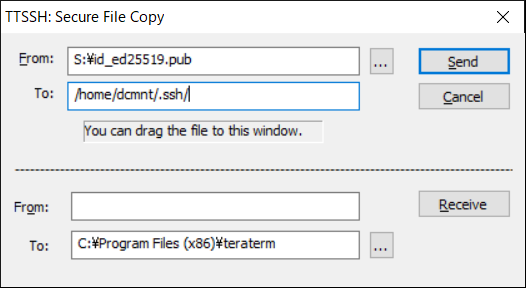 TTSSH: Secure File Copy
From: S:¥id_ed25519.pub ... Send
To: /home/dcmnt/.ssh/ Cancel
You can drag the file to this window.
From: Receive
To: C:¥Program Files (x86)¥teraterm ...